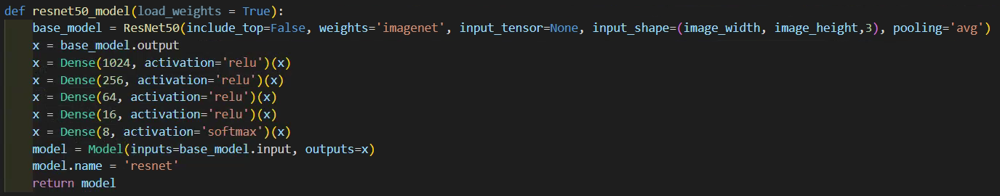 def resnet50_model(load_weights = True):
    base_model = ResNet50(include_top=False, weights='imagenet', input_tensor=None, input_shape=(image_width, image_height,3), pooling='avg')
    x = base_model.output
    x = Dense(1024, activation='relu')(x)
    x = Dense(256, activation='relu')(x)
    x = Dense(64, activation='relu')(x)
    x = Dense(16, activation='relu')(x)
    x = Dense(8, activation='softmax')(x)
    model = Model(inputs=base_model.input, outputs=x)
    model.name = 'resnet'
    return model